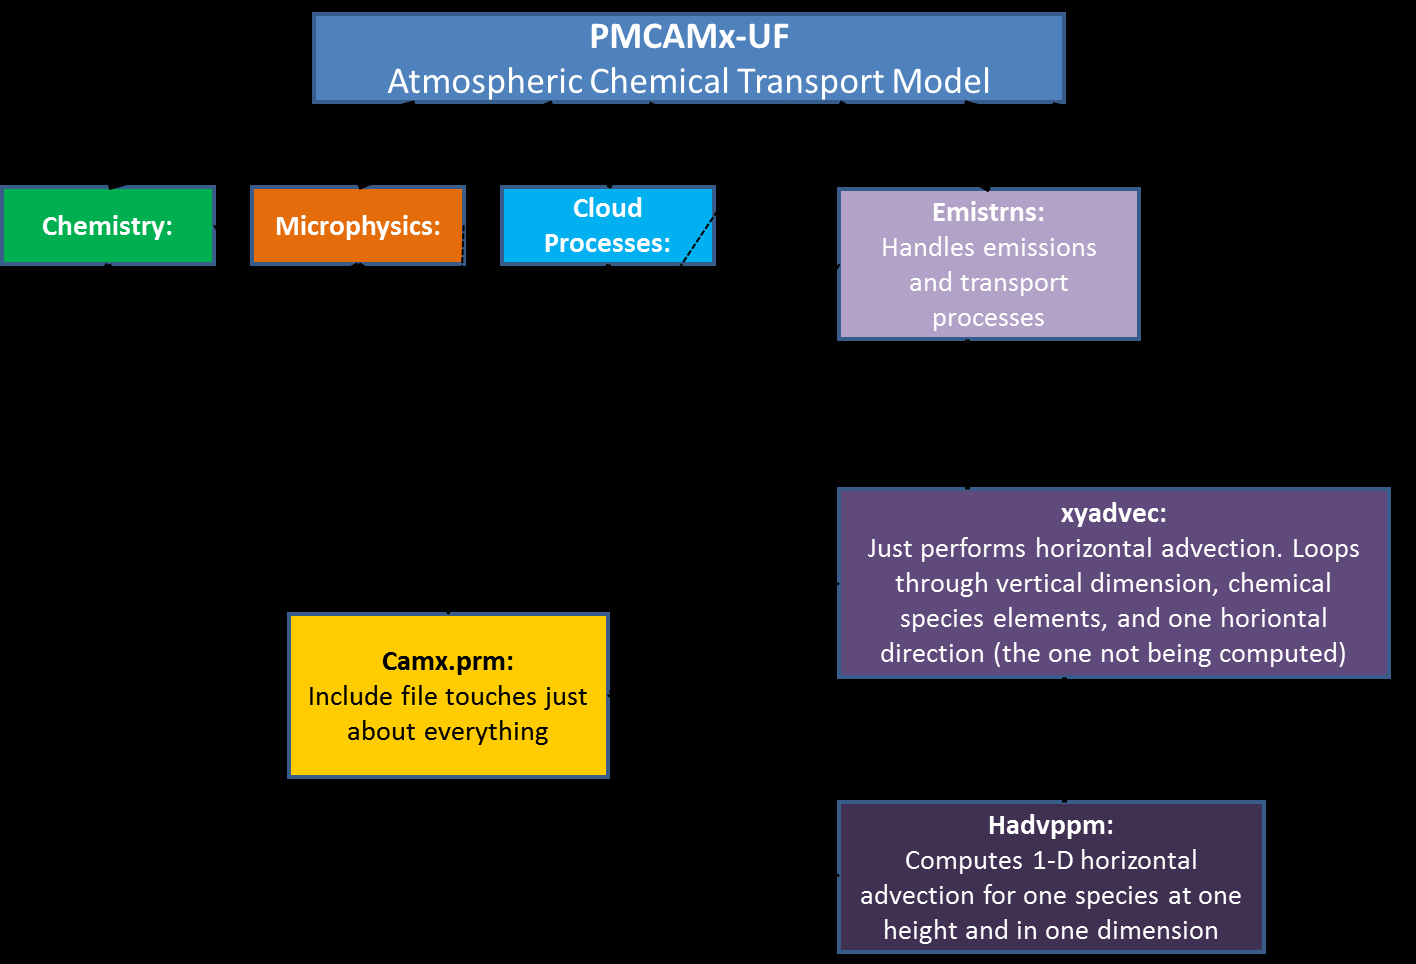 PMCAMx-UF
Atmospheric Chemical Transport Model
Chemistry:
Microphysics:
Cloud
Processes:
Emistrns:
Handles emissions
and transport
processes
xyadvec:
Just performs horizontal advection. Loops
through vertical dimension, chemical
species elements, and one horiontal
direction (the one not being computed)
Camx.prm:
Include file touches just
about everything
Hadvppm:
Computes 1-D horizontal
advection for one species at one
height and in one dimension